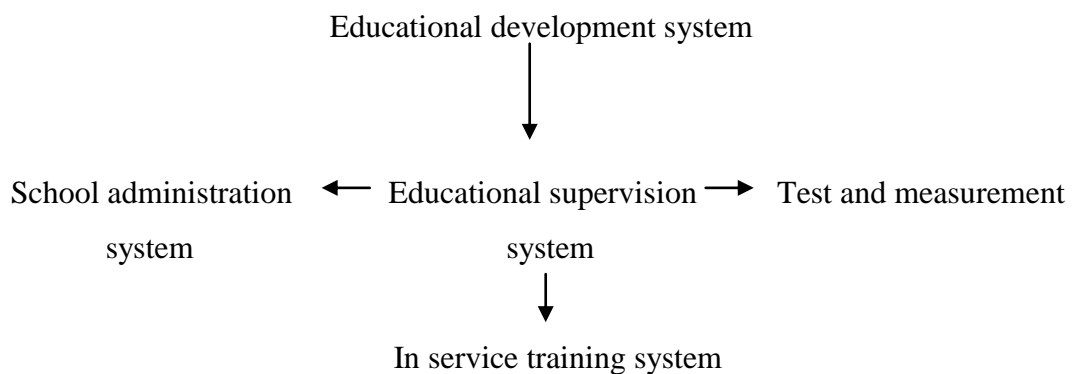 Educational development system
School administration system
Educational supervision system
Test and measurement
In service training system